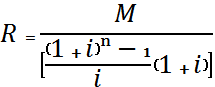 R = M / [((1 + i)^n − 1)/i (1 + i)]